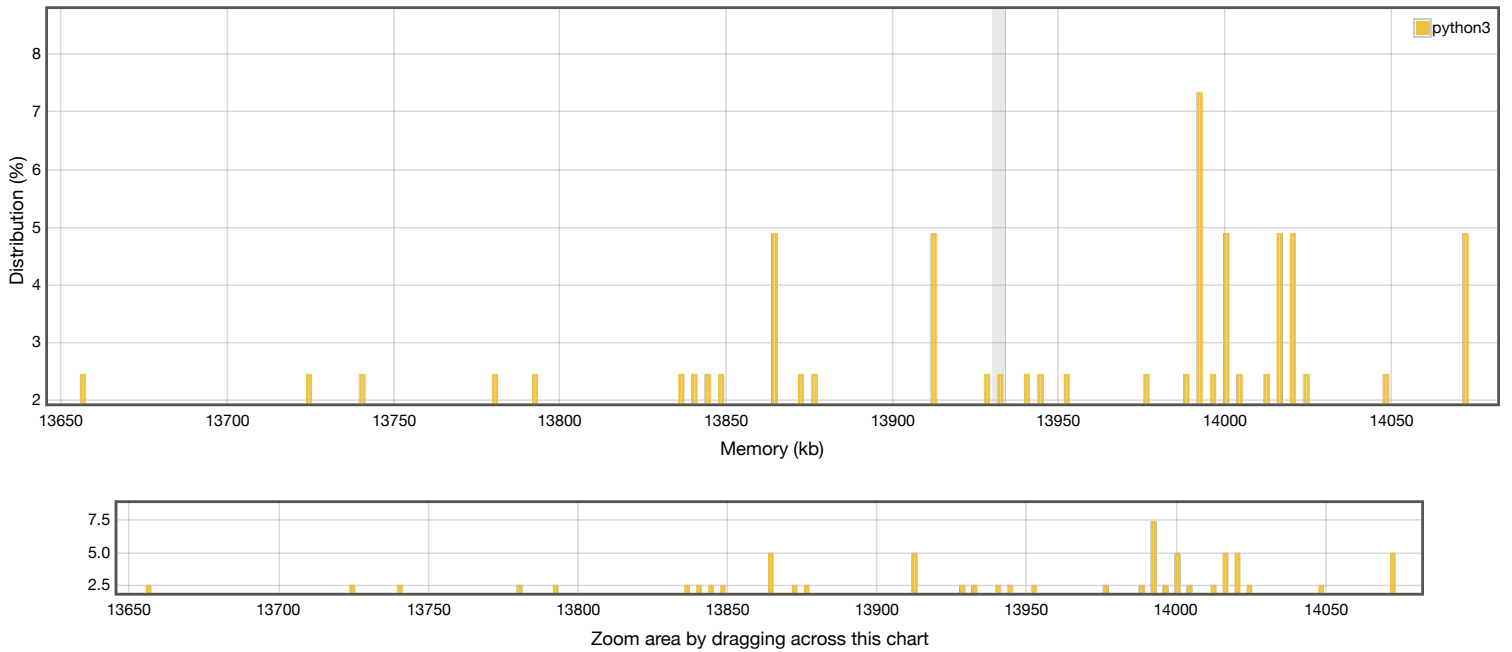 python3
8
7
6
5
4
3
2
Distribution (%)
13650 13700 13750 13800 13850 13900 13950 14000 14050
Memory (kb)
7.5
5.0
2.5
13650 13700 13750 13800 13850 13900 13950 14000 14050
Zoom area by dragging across this chart